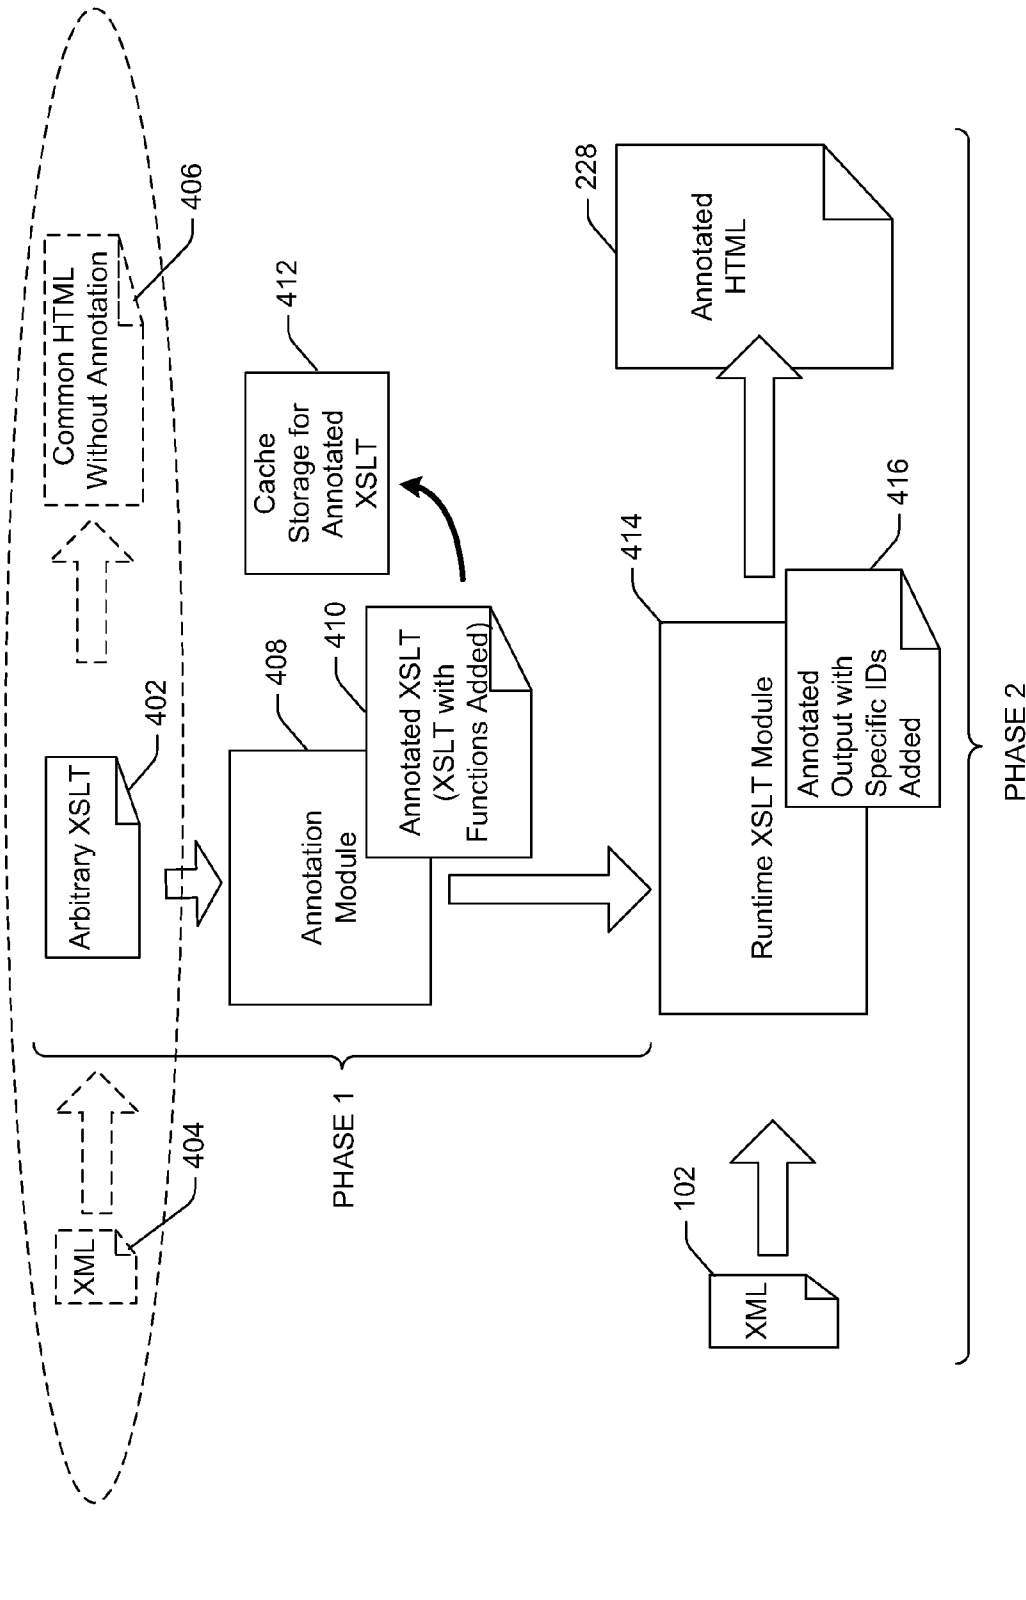 XML
404
Arbitrary XSLT
402
Common HTML
Without Annotation
406
PHASE 1
Annotation
Module
408
Annotated XSLT
(XSLT with
Functions Added)
410
Cache
Storage for
Annotated
XSLT
412
XML
102
Runtime XSLT Module
414
Annotated
Output with
Specific IDs
Added
416
Annotated
HTML
228
PHASE 2